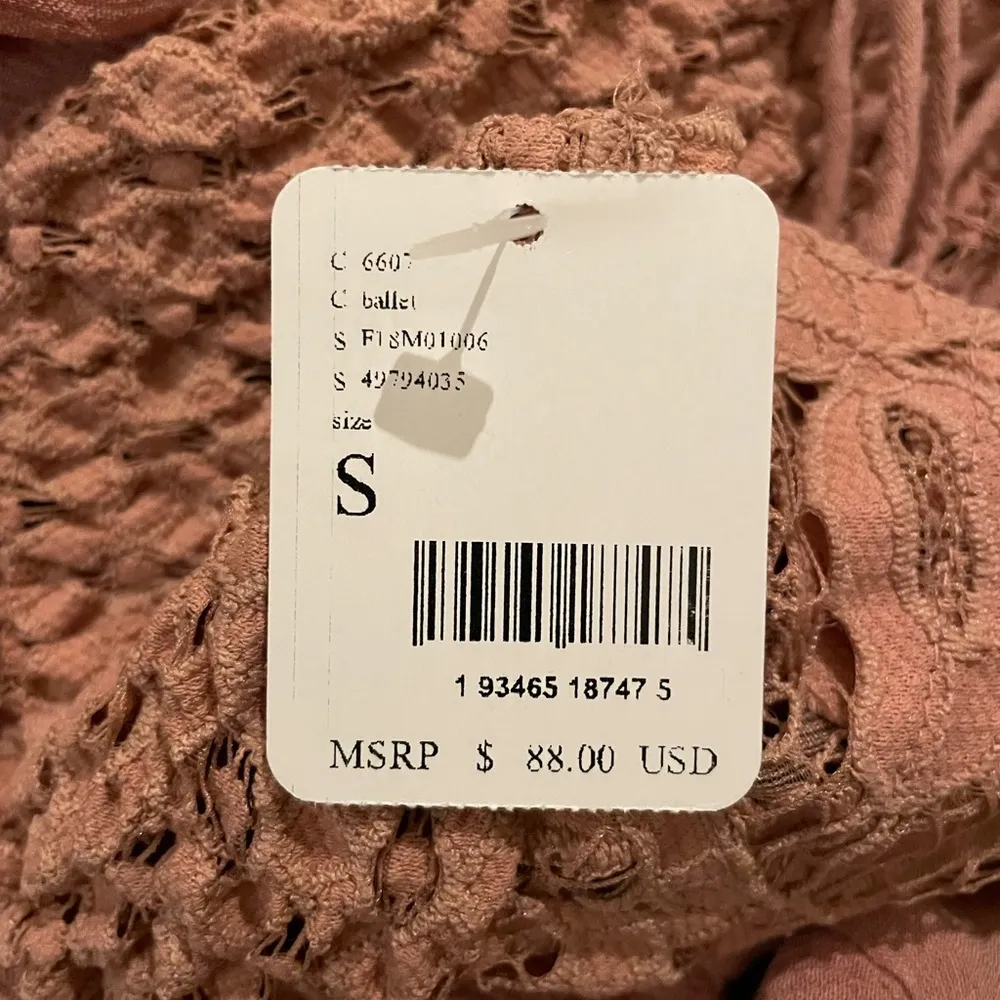 C 6607
C ballet
S F18M01006
S 49794035
size
S
1 93465 18747 5
MSRP $ 88.00 USD